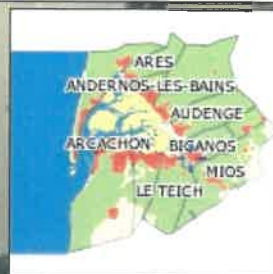 ARES
ANDERNOS-LES-BAINS
AUDENGE
ARCACHON BIGANOS
MIOS
LE TEICH